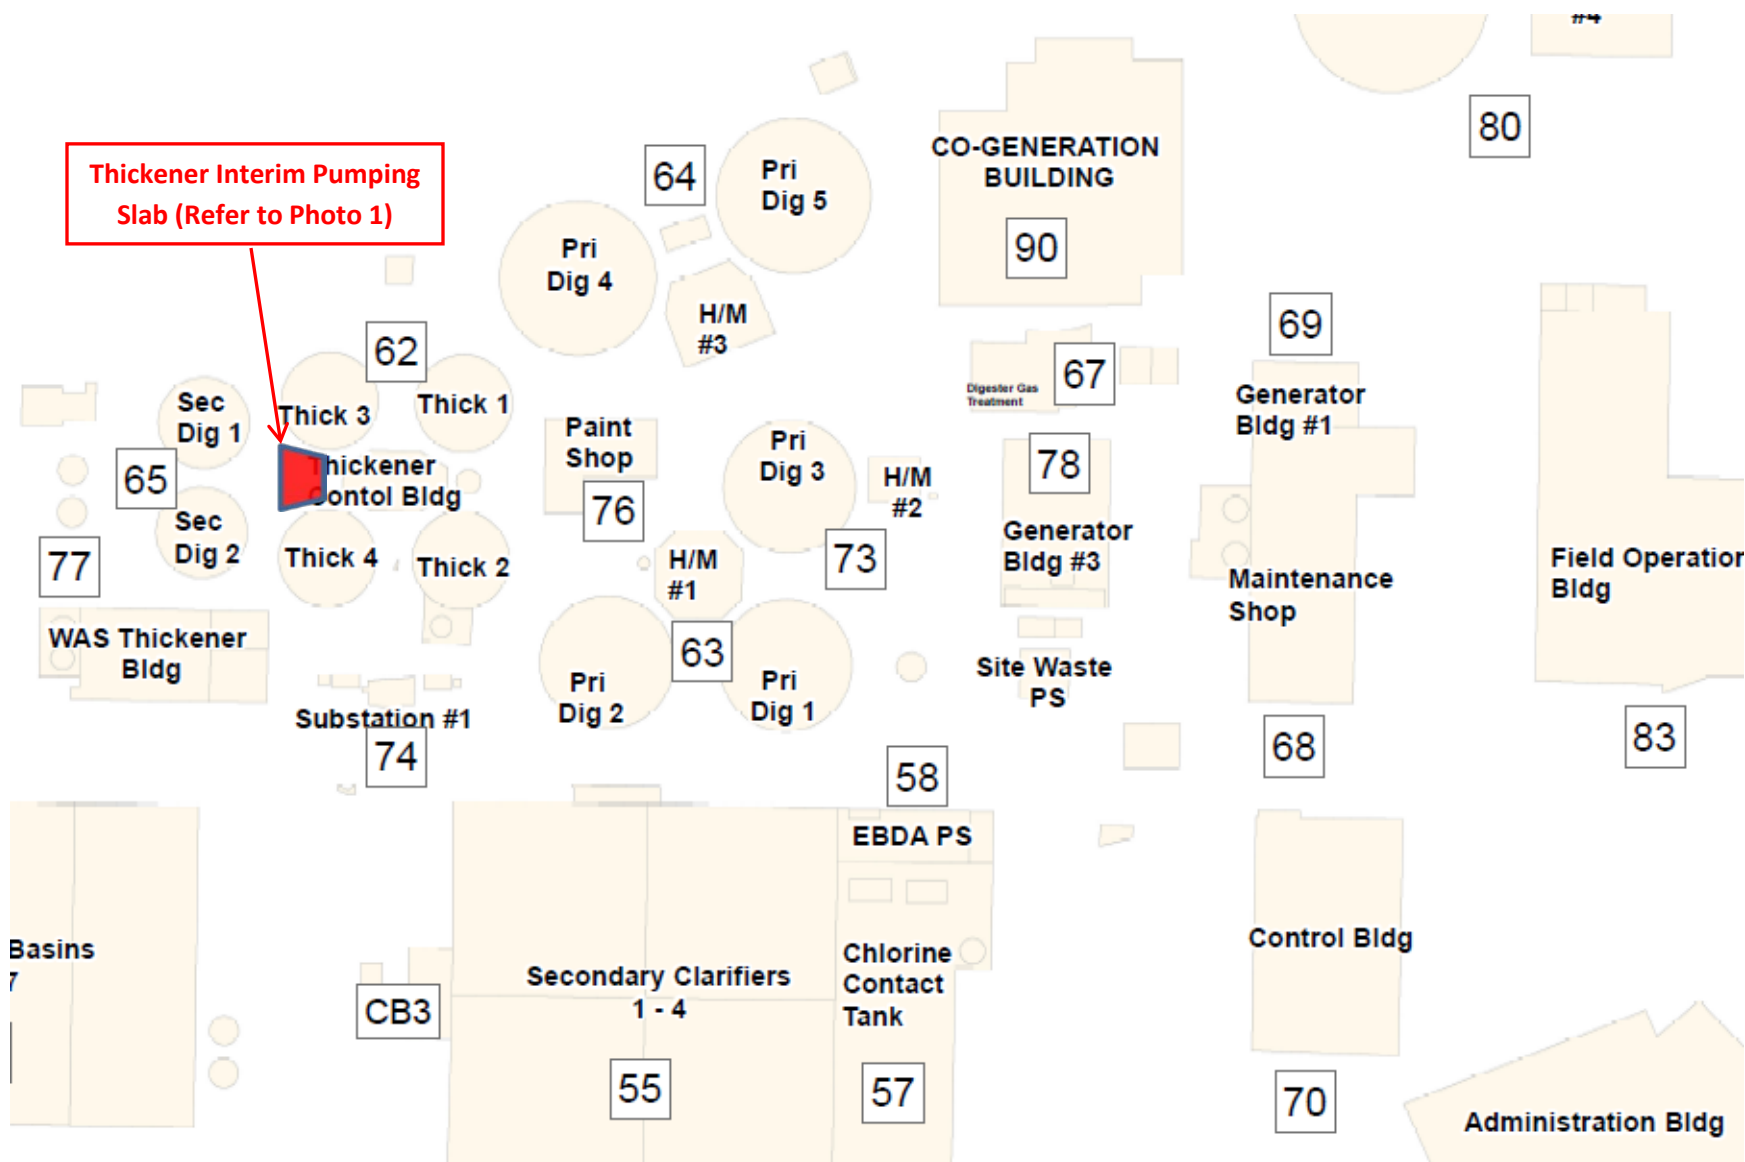 #4
80
Thickener Interim Pumping
Slab (Refer to Photo 1)
64
Pri
Dig 5
CO-GENERATION
BUILDING
90
Pri
Dig 4
H/M
#3
69
62
67
Digester Gas
Treatment
Generator
Bldg #1
Sec
Dig 1
Thick 3
Thick 1
Paint
Shop
76
Pri
Dig 3
H/M
#2
78
65
Thickener
Contol Bldg
Sec
Dig 2
Thick 4
Thick 2
77
H/M
#1
73
Generator
Bldg #3
Maintenance
Shop
Field Operation
Bldg
WAS Thickener
Bldg
63
Pri
Dig 2
Pri
Dig 1
Site Waste
PS
Substation #1
74
68
83
58
EBDA PS
Basins
7
CB3
Secondary Clarifiers
1 - 4
55
Chlorine
Contact
Tank
57
Control Bldg
70
Administration Bldg